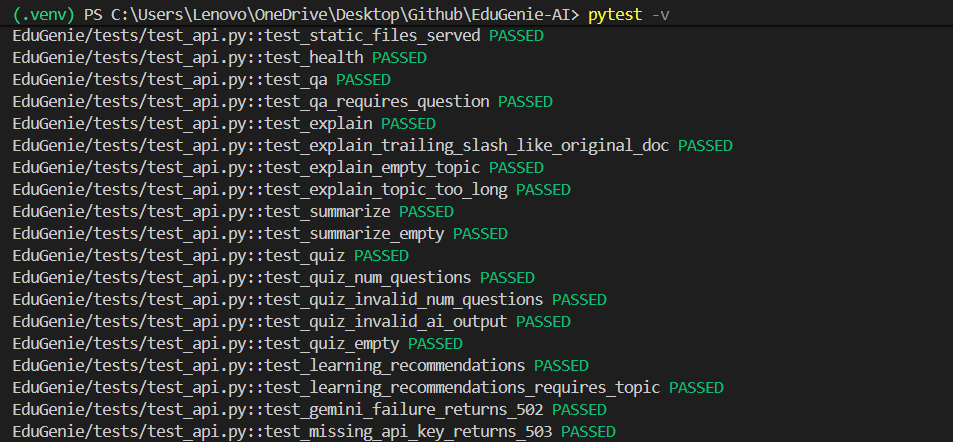 (.venv) PS C:\Users\Lenovo\OneDrive\Desktop\Github\EduGenie-AI> pytest -v
EduGenie/tests/test_api.py::test_static_files_served PASSED
EduGenie/tests/test_api.py::test_health PASSED
EduGenie/tests/test_api.py::test_qa PASSED
EduGenie/tests/test_api.py::test_qa_requires_question PASSED
EduGenie/tests/test_api.py::test_explain PASSED
EduGenie/tests/test_api.py::test_explain_trailing_slash_like_original_doc PASSED
EduGenie/tests/test_api.py::test_explain_empty_topic PASSED
EduGenie/tests/test_api.py::test_explain_topic_too_long PASSED
EduGenie/tests/test_api.py::test_summarize PASSED
EduGenie/tests/test_api.py::test_summarize_empty PASSED
EduGenie/tests/test_api.py::test_quiz PASSED
EduGenie/tests/test_api.py::test_quiz_num_questions PASSED
EduGenie/tests/test_api.py::test_quiz_invalid_num_questions PASSED
EduGenie/tests/test_api.py::test_quiz_invalid_ai_output PASSED
EduGenie/tests/test_api.py::test_quiz_empty PASSED
EduGenie/tests/test_api.py::test_learning_recommendations PASSED
EduGenie/tests/test_api.py::test_learning_recommendations_requires_topic PASSED
EduGenie/tests/test_api.py::test_gemini_failure_returns_502 PASSED
EduGenie/tests/test_api.py::test_missing_api_key_returns_503 PASSED